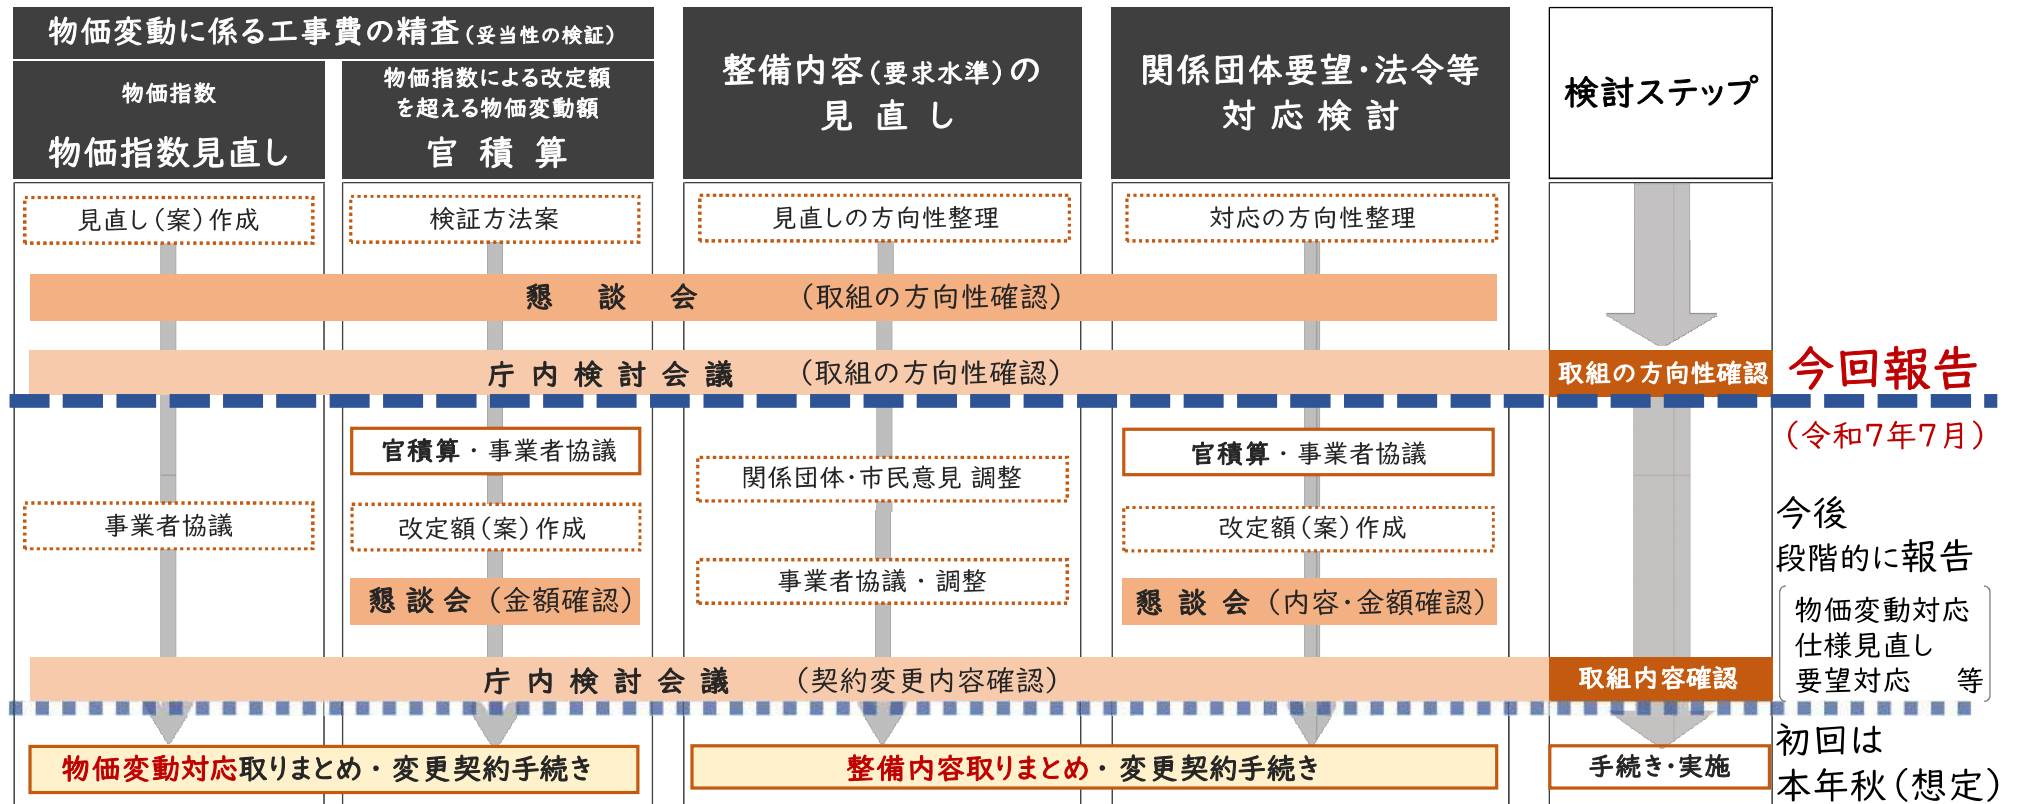 物価変動に係る工事費の精査（妥当性の検証）
物価指数
物価指数見直し
物価指数による改定額
を超える物価変動額
官積算
整備内容（要求水準）の
見直し
関係団体要望・法令等
対応検討
検討ステップ
見直し（案）作成
検証方法案
見直しの方向性整理
対応の方向性整理
懇談会　（取組の方向性確認）
庁内検討会議　（取組の方向性確認）
取組の方向性確認
今回報告
（令和7年7月）
官積算・事業者協議
関係団体・市民意見 調整
官積算・事業者協議
事業者協議
改定額（案）作成
事業者協議・調整
改定額（案）作成
今後
段階的に報告
懇談会（金額確認）
懇談会（内容・金額確認）
物価変動対応
仕様見直し
要望対応　等
庁内検討会議　（契約変更内容確認）
取組内容確認
物価変動対応取りまとめ・変更契約手続き
整備内容取りまとめ・変更契約手続き
手続き・実施
初回は
本年秋（想定）